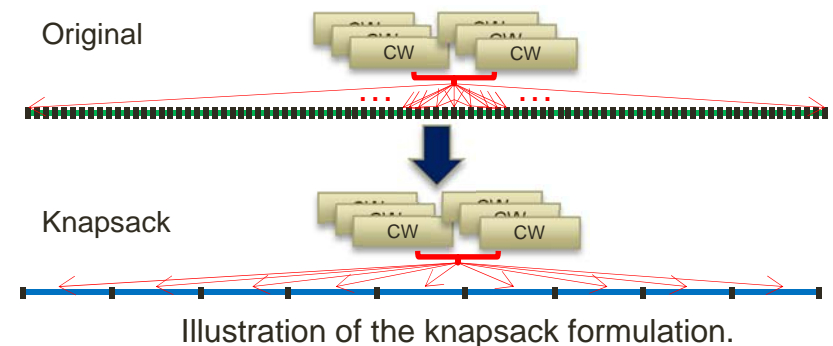 Original
CW CW
CW CW
CW CW
...
...
Knapsack
CW CW
CW CW
CW CW
Illustration of the knapsack formulation.